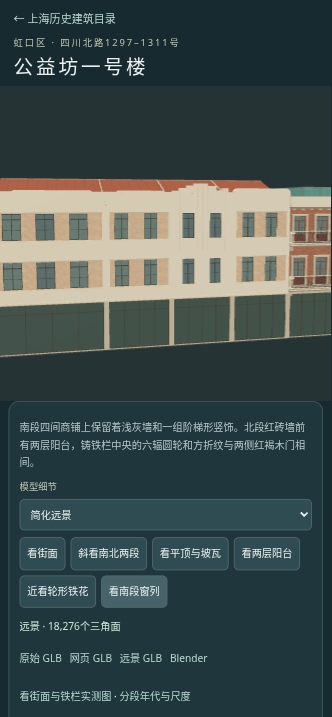 ← 上海历史建筑目录
虹口区 · 四川北路1297–1311号
公益坊一号楼
南段四间商铺上保留着浅灰墙和一组阶梯形竖饰。北段红砖墙前
有两层阳台，铸铁栏中央的六辐圆轮和方折纹与两侧红褐木门相
间。
模型细节
简化远景
看街面 斜看南北两段 看平顶与坡瓦 看两层阳台
近看轮形铁花 看南段窗列
远景 · 18,276个三角面
原始 GLB 网页 GLB 远景 GLB Blender
看街面与铁栏实测图 · 分段年代与尺度